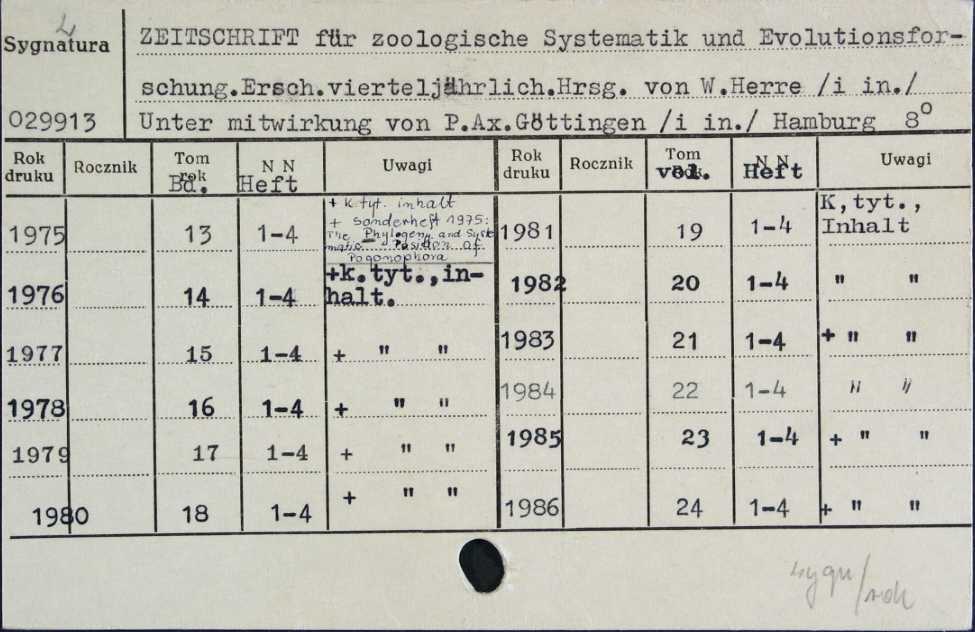 Sygnatura
029913
ZEITSCHRIFT für zoologische Systematik und Evolutionsfor-
schung.Ersch.vierteljährlich.Hrsg. von W.Herre /i in./
Unter mitwirkung von P.Ax.Göttingen /i in./ Hamburg 8°
Rok druku Rocznik Tom rok Bd. N N Heft Uwagi Rok druku Rocznik Tom vol. N N Heft Uwagi
1975 13 1-4 + k tyt. inhalt
+ sonderheft 1975:
The Phylogeny and Syste
matic Position of
Pogonophora
1981 19 1-4 K,tyt.,
Inhalt
1976 14 1-4 +k.tyt.,in-
halt.
1982 20 1-4 " "
1977 15 1-4 + " " 1983 21 1-4 + " "
1978 16 1-4 + " " 1984 22 1-4 " "
1979 17 1-4 + " " 1985 23 1-4 + " "
1980 18 1-4 + " " 1986 24 1-4 + " "